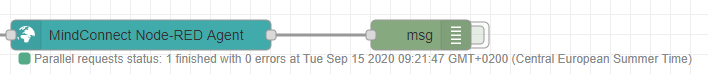 MindConnect Node-RED Agent
msg
Parallel requests status: 1 finished with 0 errors at Tue Sep 15 2020 09:21:47 GMT+0200 (Central European Summer Time)